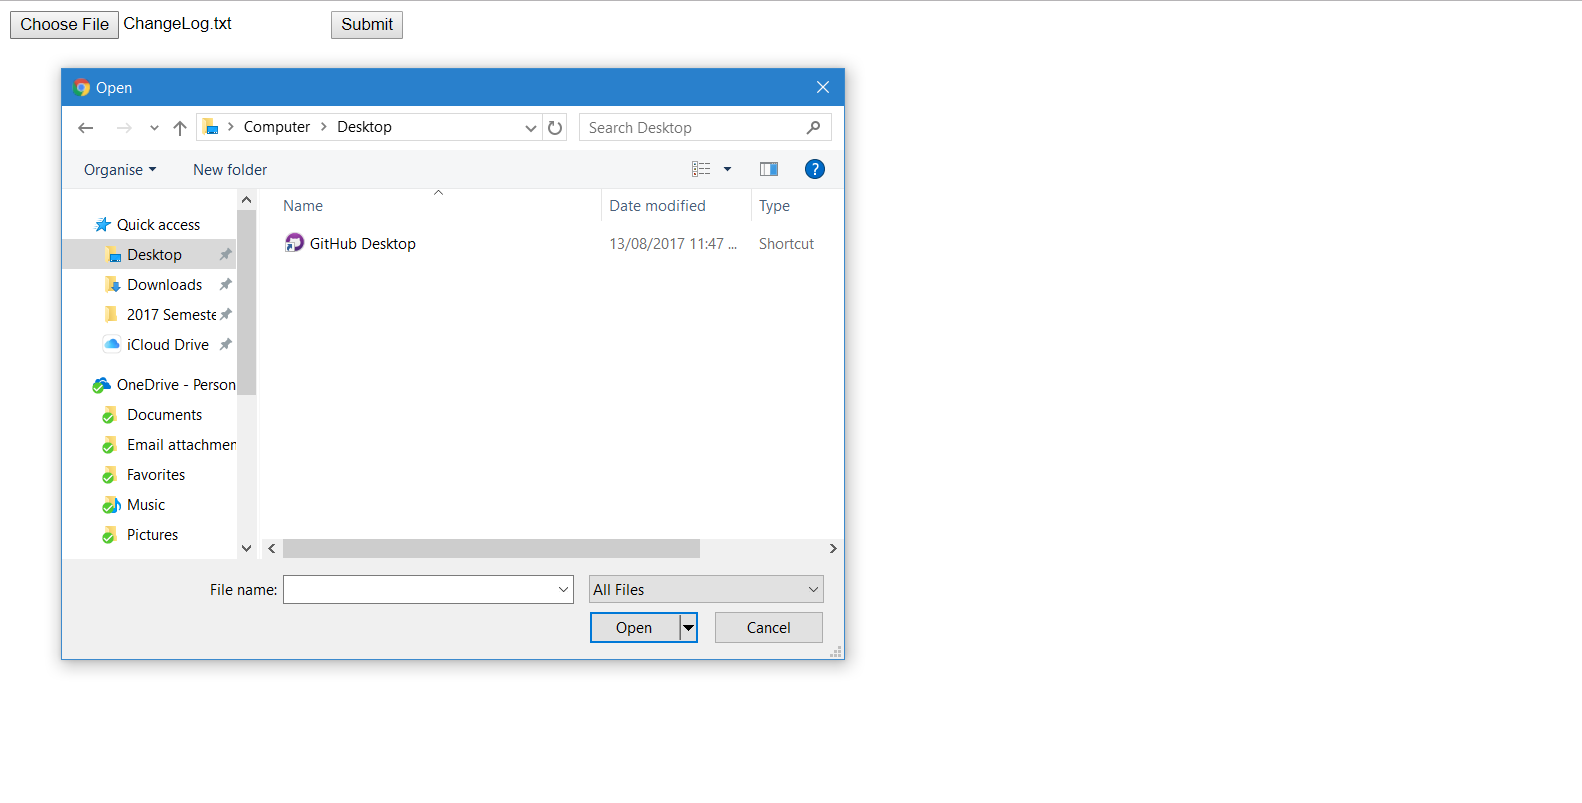 Choose File ChangeLog.txt Submit
Open
Computer Desktop Search Desktop
Organise New folder ?
Name Date modified Type
Quick access
GitHub Desktop 13/08/2017 11:47 ... Shortcut
Desktop
Downloads
2017 Semeste
iCloud Drive
OneDrive - Person
Documents
Email attachmen
Favorites
Music
Pictures
File name: All Files
Open Cancel